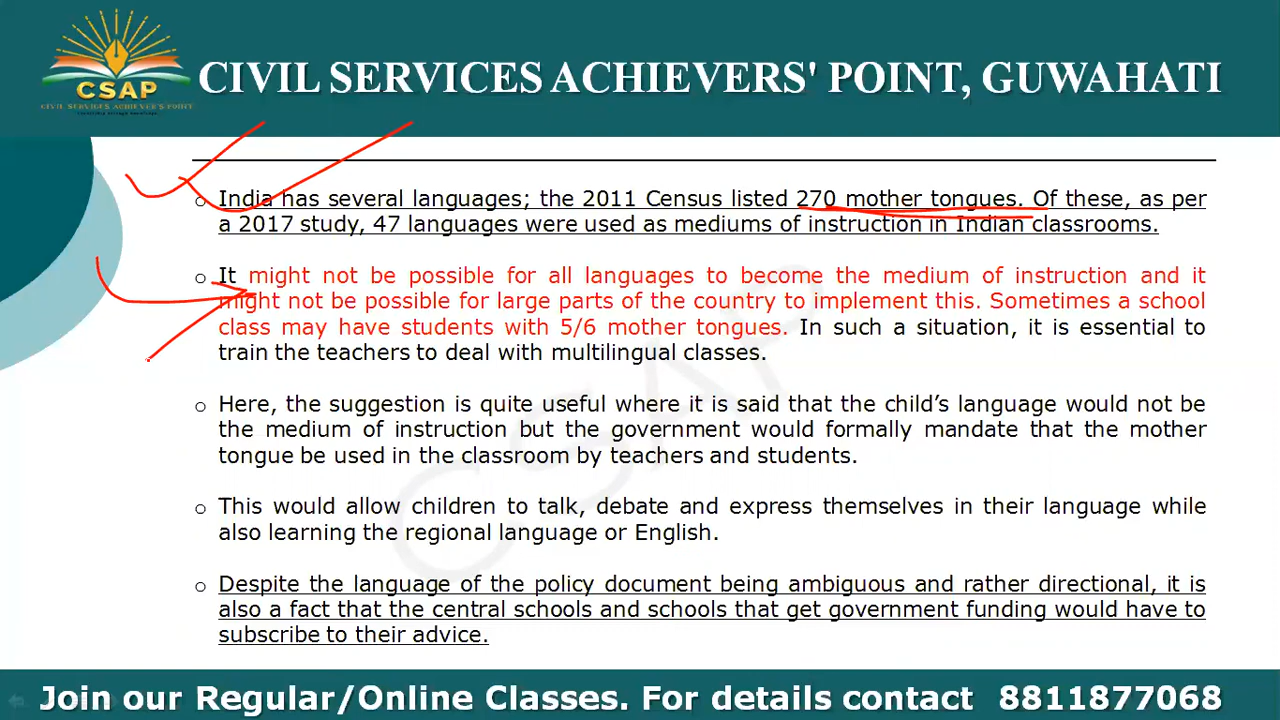 CSAP
CIVIL SERVICES ACHIEVER'S POINT
CIVIL SERVICES ACHIEVERS' POINT, GUWAHATI
o India has several languages; the 2011 Census listed 270 mother tongues. Of these, as per
a 2017 study, 47 languages were used as mediums of instruction in Indian classrooms.
o It might not be possible for all languages to become the medium of instruction and it
might not be possible for large parts of the country to implement this. Sometimes a school
class may have students with 5/6 mother tongues. In such a situation, it is essential to
train the teachers to deal with multilingual classes.
o Here, the suggestion is quite useful where it is said that the child’s language would not be
the medium of instruction but the government would formally mandate that the mother
tongue be used in the classroom by teachers and students.
o This would allow children to talk, debate and express themselves in their language while
also learning the regional language or English.
o Despite the language of the policy document being ambiguous and rather directional, it is
also a fact that the central schools and schools that get government funding would have to
subscribe to their advice.
CSAP
Join our Regular/Online Classes. For details contact 8811877068